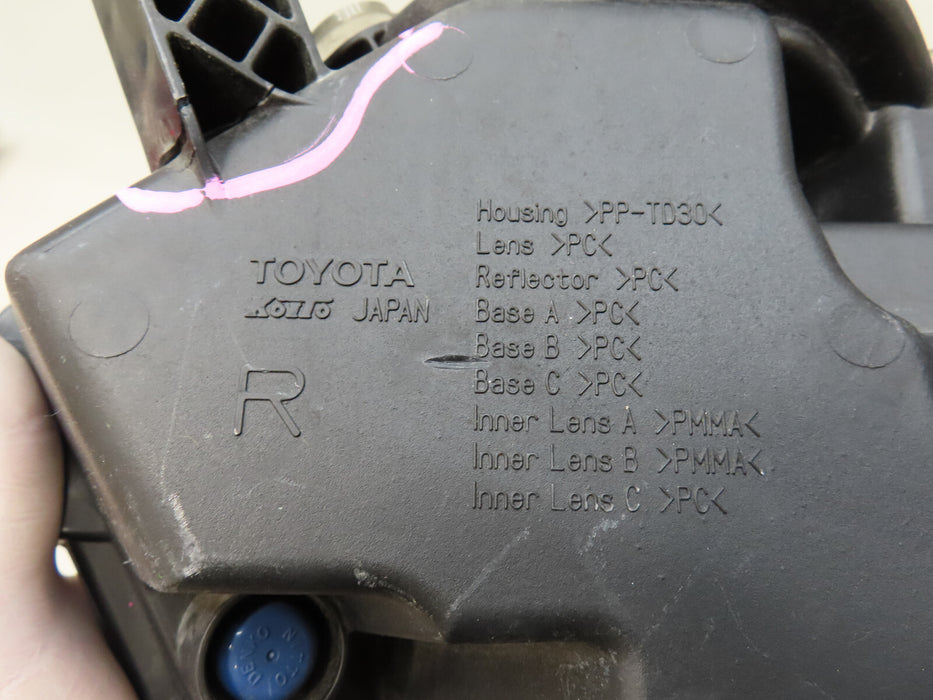 TOYOTA
KOITO JAPAN
R
Housing >PP-TD30<
Lens >PC<
Reflector >PC<
Base A >PC<
Base B >PC<
Base C >PC<
Inner Lens A >PMMA<
Inner Lens B >PMMA<
Inner Lens C >PC<